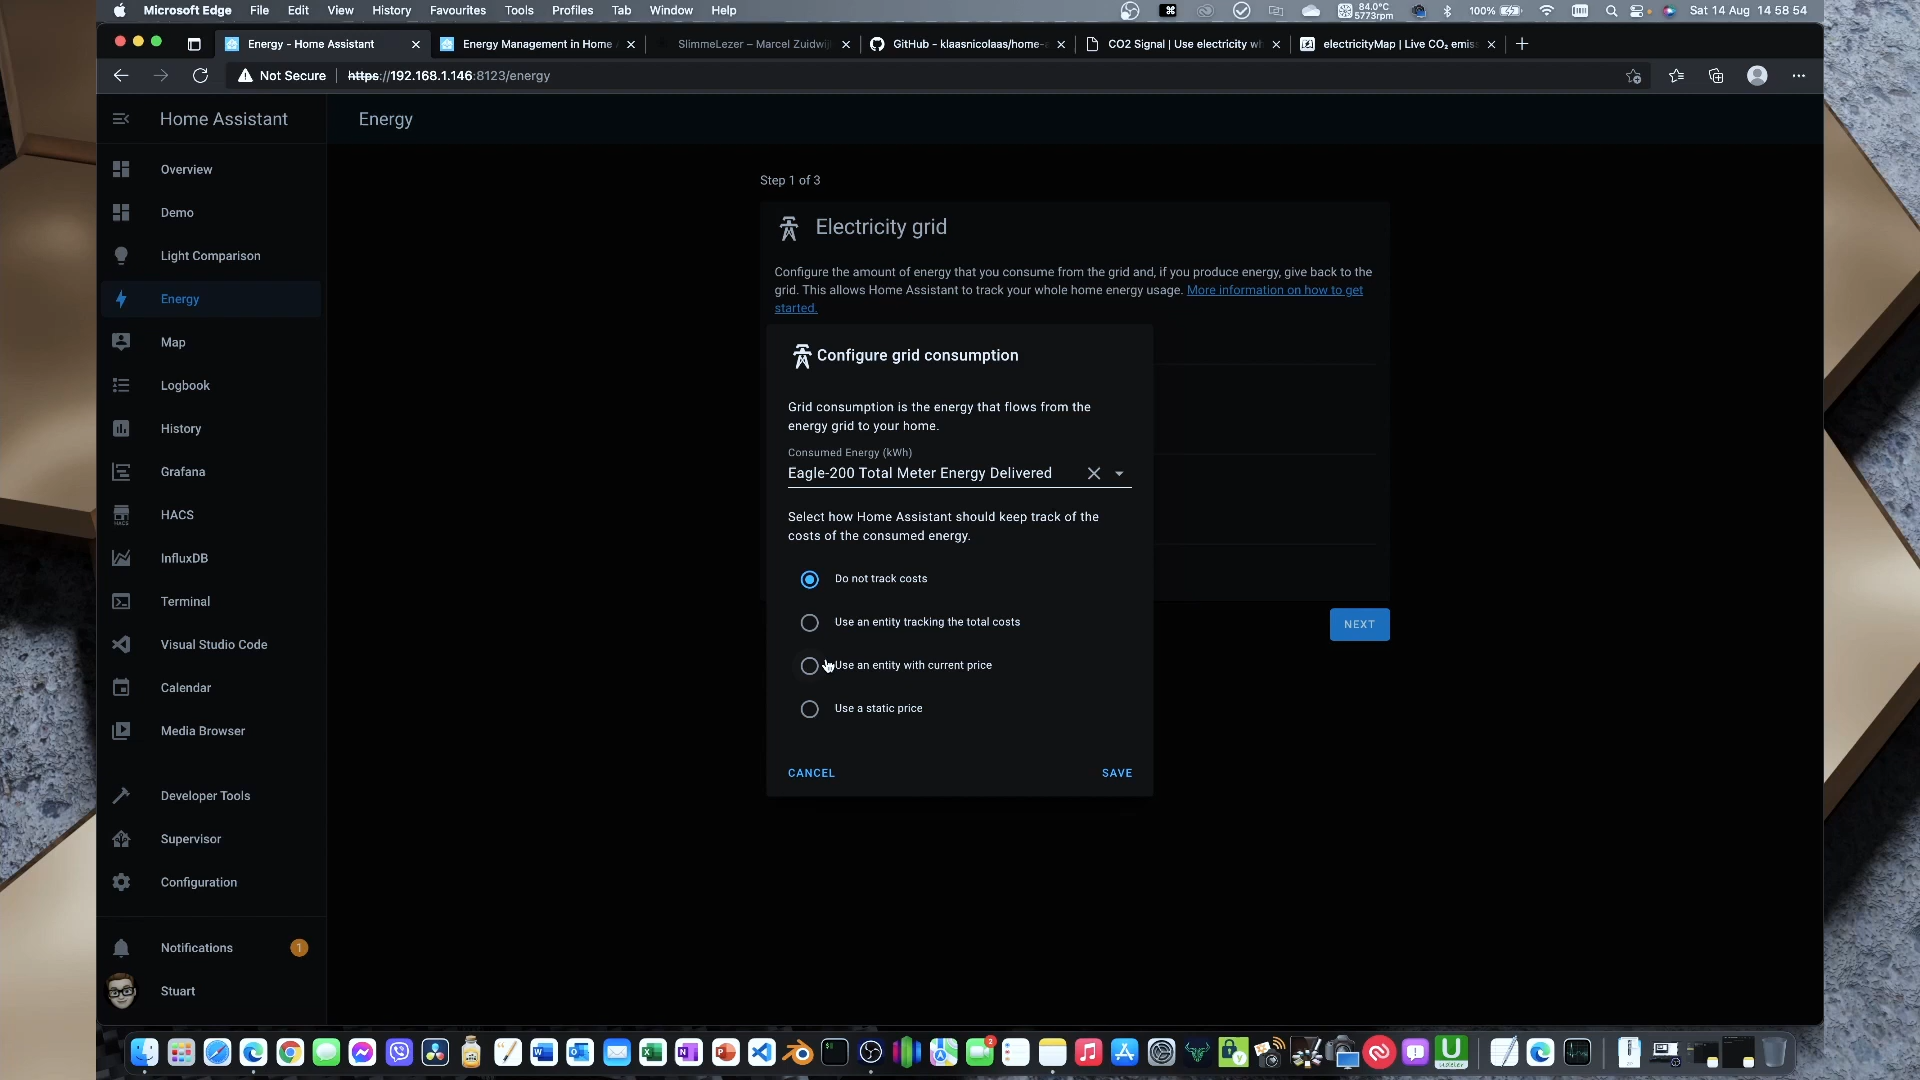 Microsoft Edge File Edit View History Favourites Tools Profiles Tab Window Help
84.0°C
5773rpm
100%
Sat 14 Aug 14 58 54
Energy - Home Assistant
Energy Management in Home
SlimmeLezer – Marcel Zuidwij
GitHub - klaasnicolaas/home-
CO2 Signal | Use electricity w
electricityMap | Live CO₂ emis
Not Secure https://192.168.1.146:8123/energy
Home Assistant
Energy
Overview
Demo
Light Comparison
Energy
Map
Logbook
History
Grafana
HACS
HACS
InfluxDB
Terminal
Visual Studio Code
Calendar
Media Browser
Developer Tools
Supervisor
Configuration
Notifications 1
Stuart
Step 1 of 3
Electricity grid
Configure the amount of energy that you consume from the grid and, if you produce energy, give back to the
grid. This allows Home Assistant to track your whole home energy usage. More information on how to get
started.
Configure grid consumption
Grid consumption is the energy that flows from the
energy grid to your home.
Consumed Energy (kWh)
Eagle-200 Total Meter Energy Delivered
Select how Home Assistant should keep track of the
costs of the consumed energy.
Do not track costs
Use an entity tracking the total costs
Use an entity with current price
Use a static price
CANCEL SAVE
NEXT
2